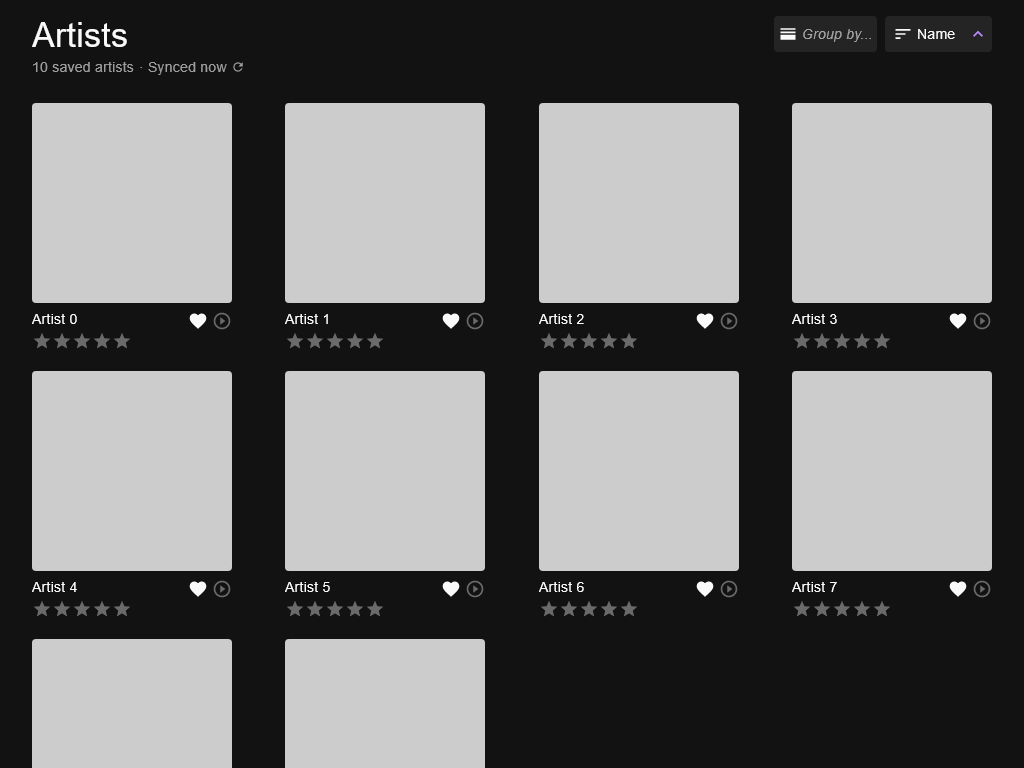 Artists
Group by...
Name
10 saved artists · Synced now
Artist 0
Artist 1
Artist 2
Artist 3
Artist 4
Artist 5
Artist 6
Artist 7